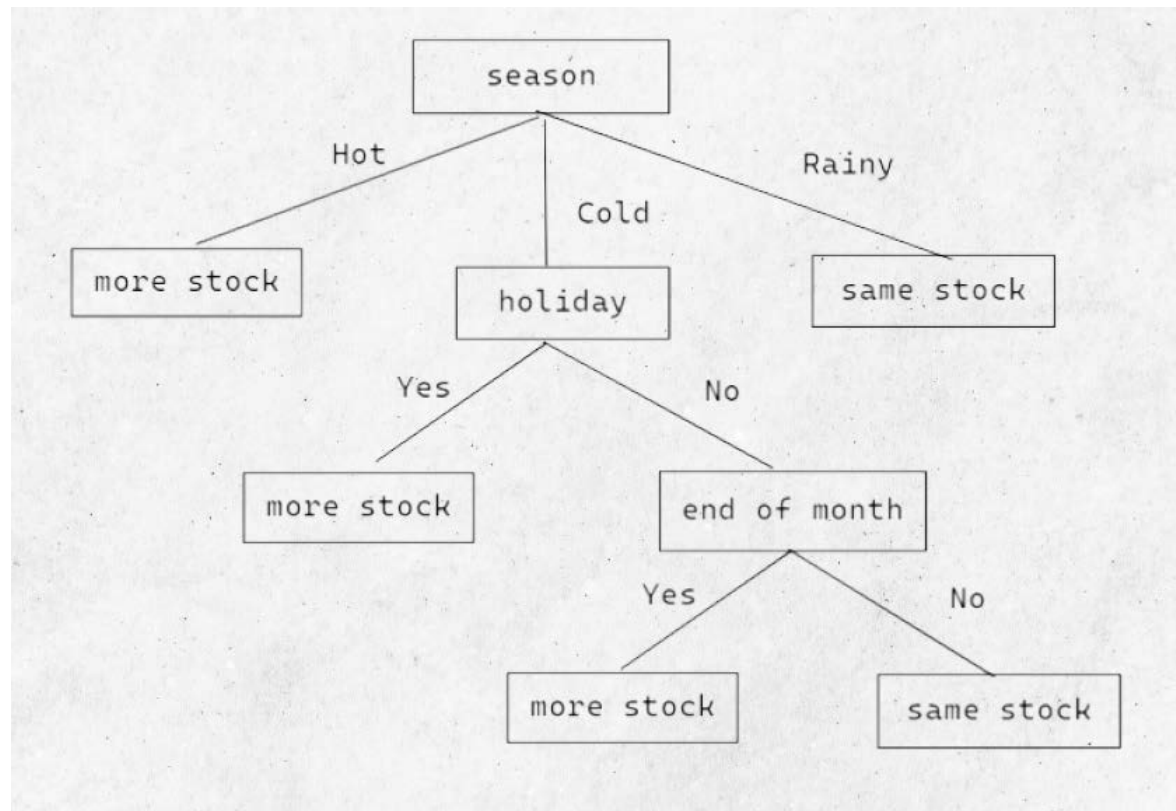 season
Hot
Rainy
Cold
more stock
holiday
same stock
Yes
No
more stock
end of month
Yes
No
more stock
same stock